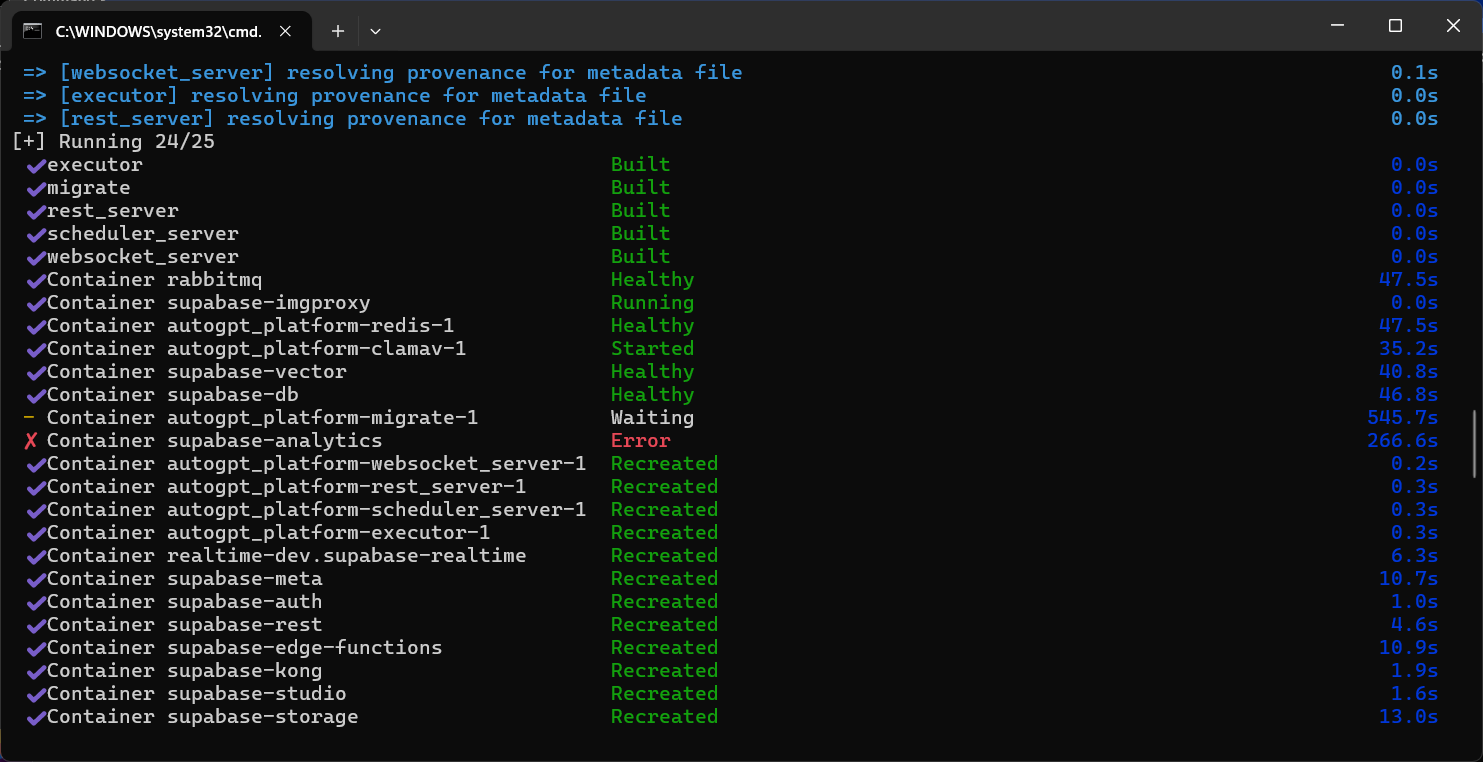 C:\WINDOWS\system32\cmd.
=> [websocket_server] resolving provenance for metadata file 0.1s
=> [executor] resolving provenance for metadata file 0.0s
=> [rest_server] resolving provenance for metadata file 0.0s
[+] Running 24/25
✔executor Built 0.0s
✔migrate Built 0.0s
✔rest_server Built 0.0s
✔scheduler_server Built 0.0s
✔websocket_server Built 0.0s
✔Container rabbitmq Healthy 47.5s
✔Container supabase-imgproxy Running 0.0s
✔Container autogpt_platform-redis-1 Healthy 47.5s
✔Container autogpt_platform-clamav-1 Started 35.2s
✔Container supabase-vector Healthy 40.8s
✔Container supabase-db Healthy 46.8s
- Container autogpt_platform-migrate-1 Waiting 545.7s
✘ Container supabase-analytics Error 266.6s
✔Container autogpt_platform-websocket_server-1 Recreated 0.2s
✔Container autogpt_platform-rest_server-1 Recreated 0.3s
✔Container autogpt_platform-scheduler_server-1 Recreated 0.3s
✔Container autogpt_platform-executor-1 Recreated 0.3s
✔Container realtime-dev.supabase-realtime Recreated 6.3s
✔Container supabase-meta Recreated 10.7s
✔Container supabase-auth Recreated 1.0s
✔Container supabase-rest Recreated 4.6s
✔Container supabase-edge-functions Recreated 10.9s
✔Container supabase-kong Recreated 1.9s
✔Container supabase-studio Recreated 1.6s
✔Container supabase-storage Recreated 13.0s